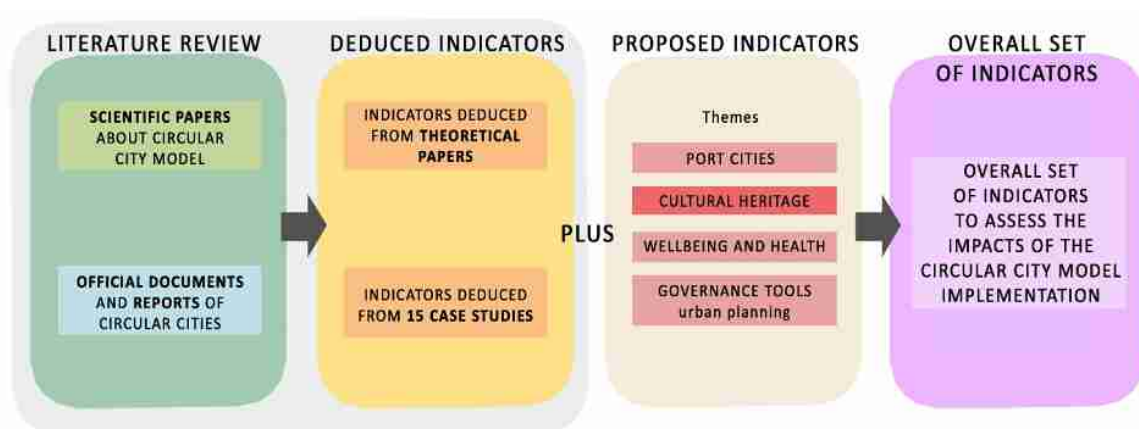 LITERATURE REVIEW
SCIENTIFIC PAPERS
ABOUT CIRCULAR
CITY MODEL
OFFICIAL DOCUMENTS
AND REPORTS OF
CIRCULAR CITIES
DEDUCED INDICATORS
INDICATORS DEDUCED
FROM THEORETICAL
PAPERS
INDICATORS DEDUCED
FROM 15 CASE STUDIES
PLUS
PROPOSED INDICATORS
Themes
PORT CITIES
CULTURAL HERITAGE
WELLBEING AND HEALTH
GOVERNANCE TOOLS
urban planning
OVERALL SET
OF INDICATORS
OVERALL SET
OF INDICATORS
TO ASSESS THE
IMPACTS OF THE
CIRCULAR CITY MODEL
IMPLEMENTATION